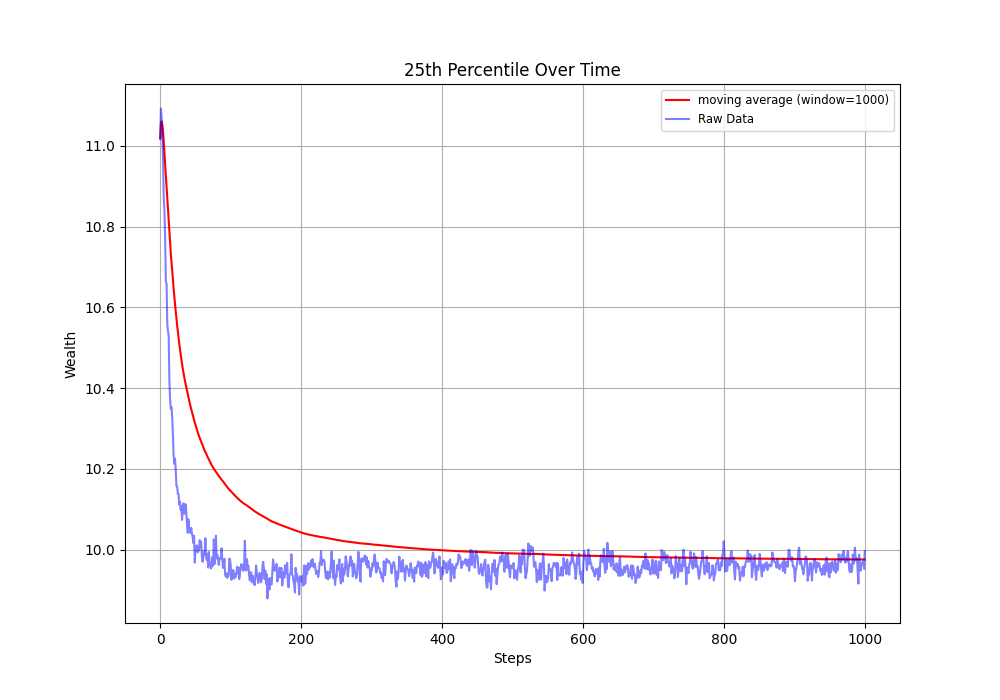 25th Percentile Over Time
moving average (window=1000)
Raw Data
11.0
10.8
10.6
10.4
10.2
10.0
Wealth
0
200
400
600
800
1000
Steps